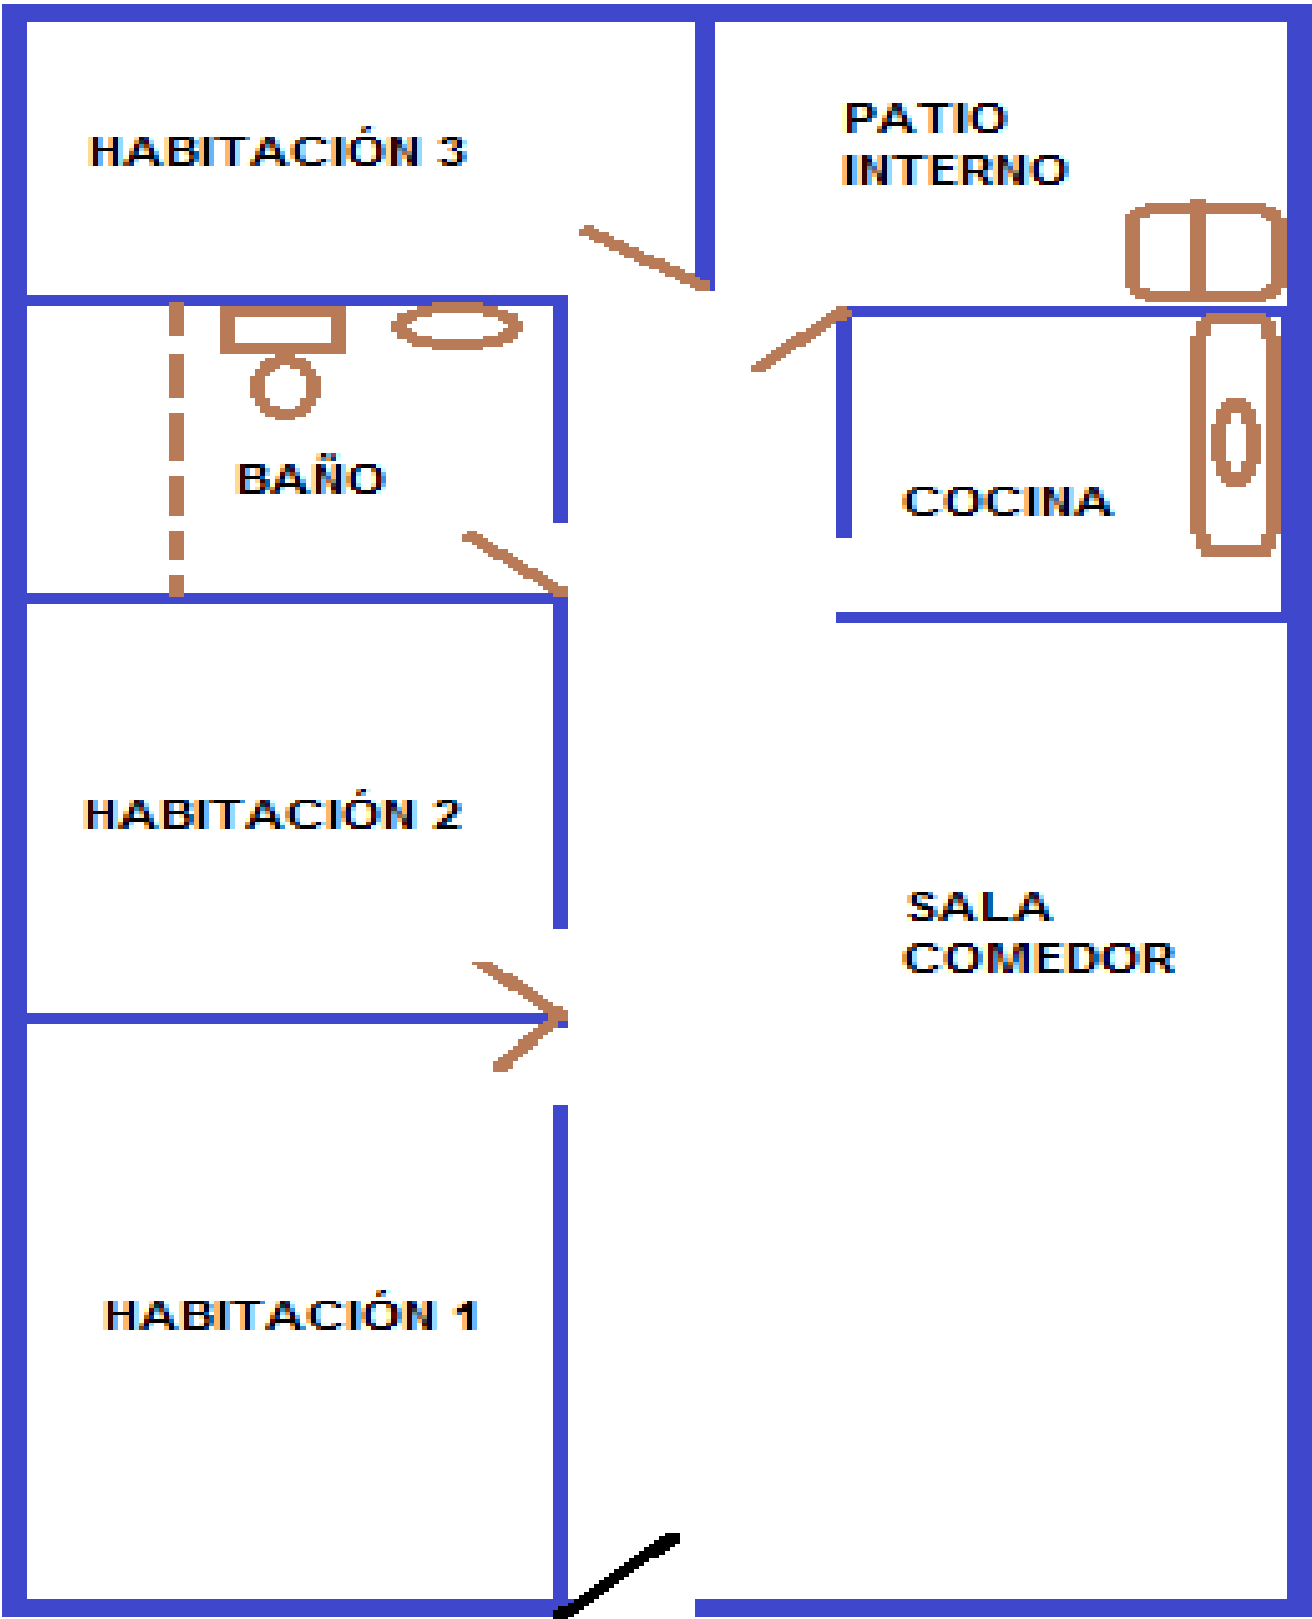 HABITACIÓN 3
PATIO
INTERNO
BAÑO
COCINA
HABITACIÓN 2
SALA
COMEDOR
HABITACIÓN 1